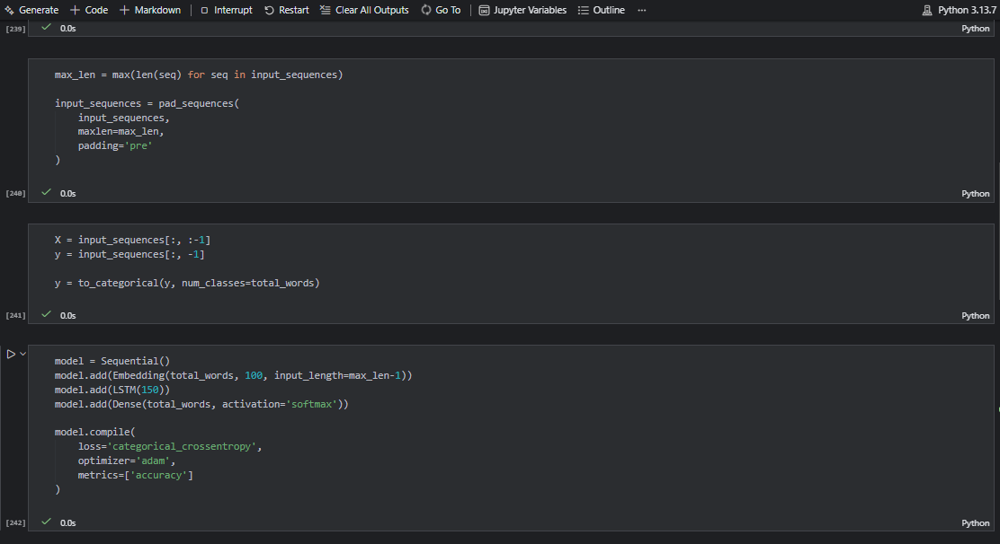 Generate + Code + Markdown | Interrupt Restart Clear All Outputs Go To | Jupyter Variables Outline ... Python 3.13.7
[239] 0.0s Python
max_len = max(len(seq) for seq in input_sequences)
input_sequences = pad_sequences(
    input_sequences,
    maxlen=max_len,
    padding='pre'
)
[240] 0.0s Python
X = input_sequences[:, :-1]
y = input_sequences[:, -1]
y = to_categorical(y, num_classes=total_words)
[241] 0.0s Python
model = Sequential()
model.add(Embedding(total_words, 100, input_length=max_len-1))
model.add(LSTM(150))
model.add(Dense(total_words, activation='softmax'))
model.compile(
    loss='categorical_crossentropy',
    optimizer='adam',
    metrics=['accuracy']
)
[242] 0.0s Python